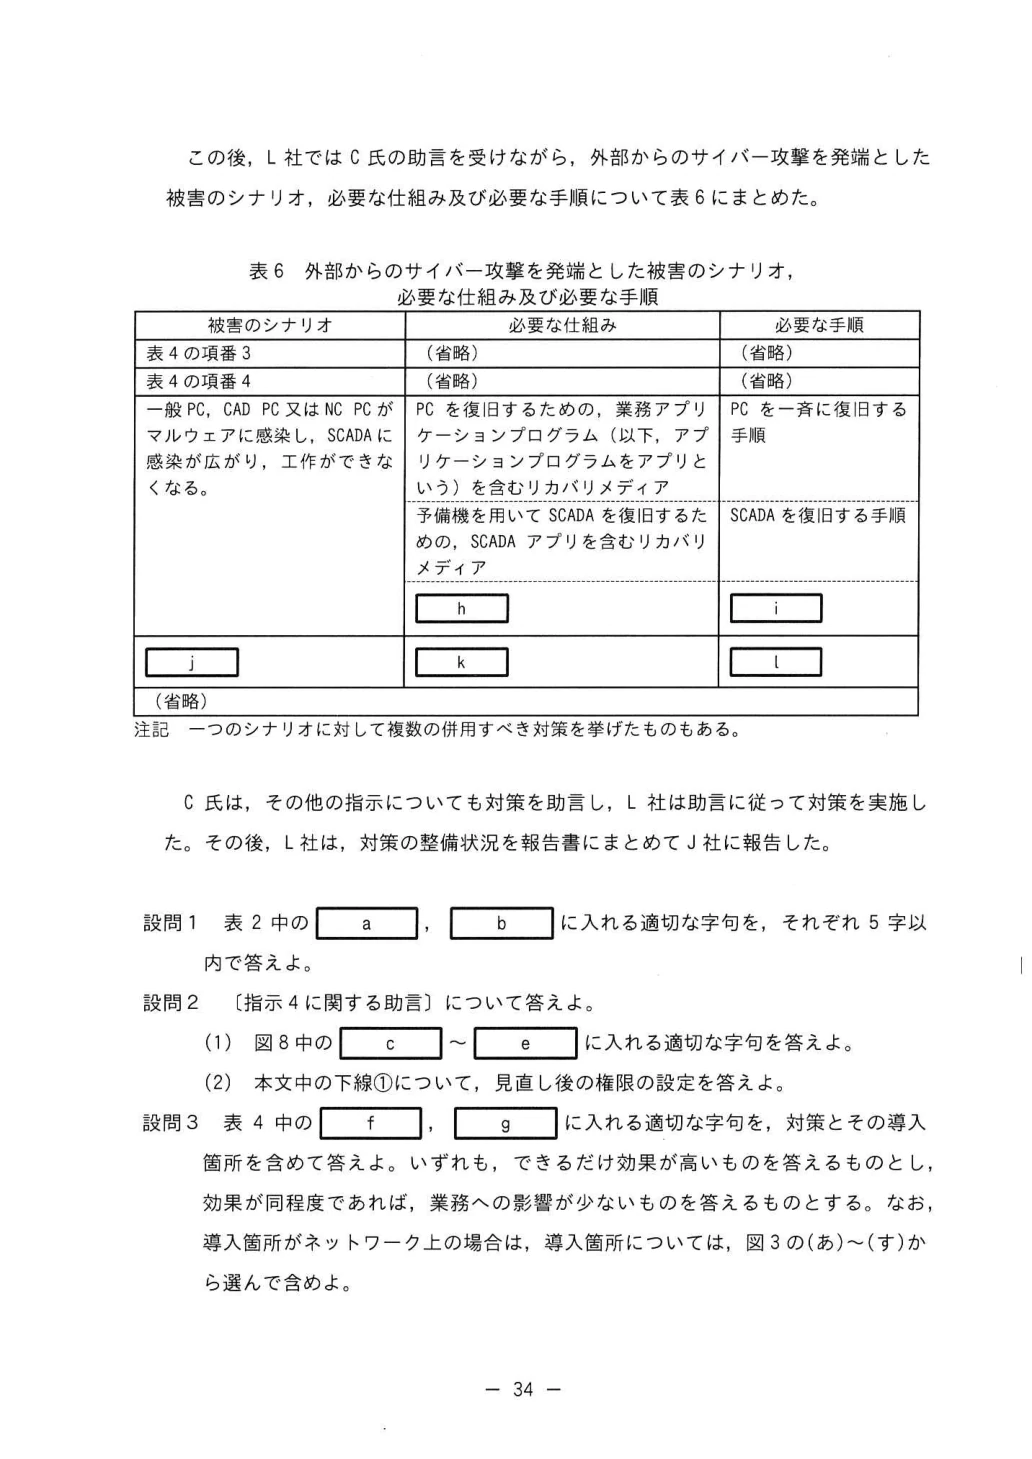 この後，L 社では C 氏の助言を受けながら，外部からのサイバー攻撃を発端とした
被害のシナリオ，必要な仕組み及び必要な手順について表 6 にまとめた。
表 6　外部からのサイバー攻撃を発端とした被害のシナリオ，
必要な仕組み及び必要な手順
被害のシナリオ　必要な仕組み　必要な手順
表 4 の項番 3　（省略）　（省略）
表 4 の項番 4　（省略）　（省略）
一般 PC，CAD PC 又は NC PC が
マルウェアに感染し，SCADA に
感染が広がり，工作ができな
くなる。
PC を復旧するための，業務アプリ
ケーションプログラム（以下，アプ
リケーションプログラムをアプリと
いう）を含むリカバリメディア
PC を一斉に復旧する
手順
予備機を用いて SCADA を復旧するた
めの，SCADA アプリを含むリカバリ
メディア
SCADA を復旧する手順
h　i
j　k　l
（省略）
注記　一つのシナリオに対して複数の併用すべき対策を挙げたものもある。
C 氏は，その他の指示についても対策を助言し，L 社は助言に従って対策を実施し
た。その後，L 社は，対策の整備状況を報告書にまとめて J 社に報告した。
設問 1　表 2 中の a ， b に入れる適切な字句を，それぞれ 5 字以
内で答えよ。
設問 2　〔指示 4 に関する助言〕について答えよ。
(1)　図 8 中の c ～ e に入れる適切な字句を答えよ。
(2)　本文中の下線①について，見直し後の権限の設定を答えよ。
設問 3　表 4 中の f ， g に入れる適切な字句を，対策とその導入
箇所を含めて答えよ。いずれも，できるだけ効果が高いものを答えるものとし，
効果が同程度であれば，業務への影響が少ないものを答えるものとする。なお，
導入箇所がネットワーク上の場合は，導入箇所については，図 3 の(あ)～(す)か
ら選んで含めよ。
－ 34 －